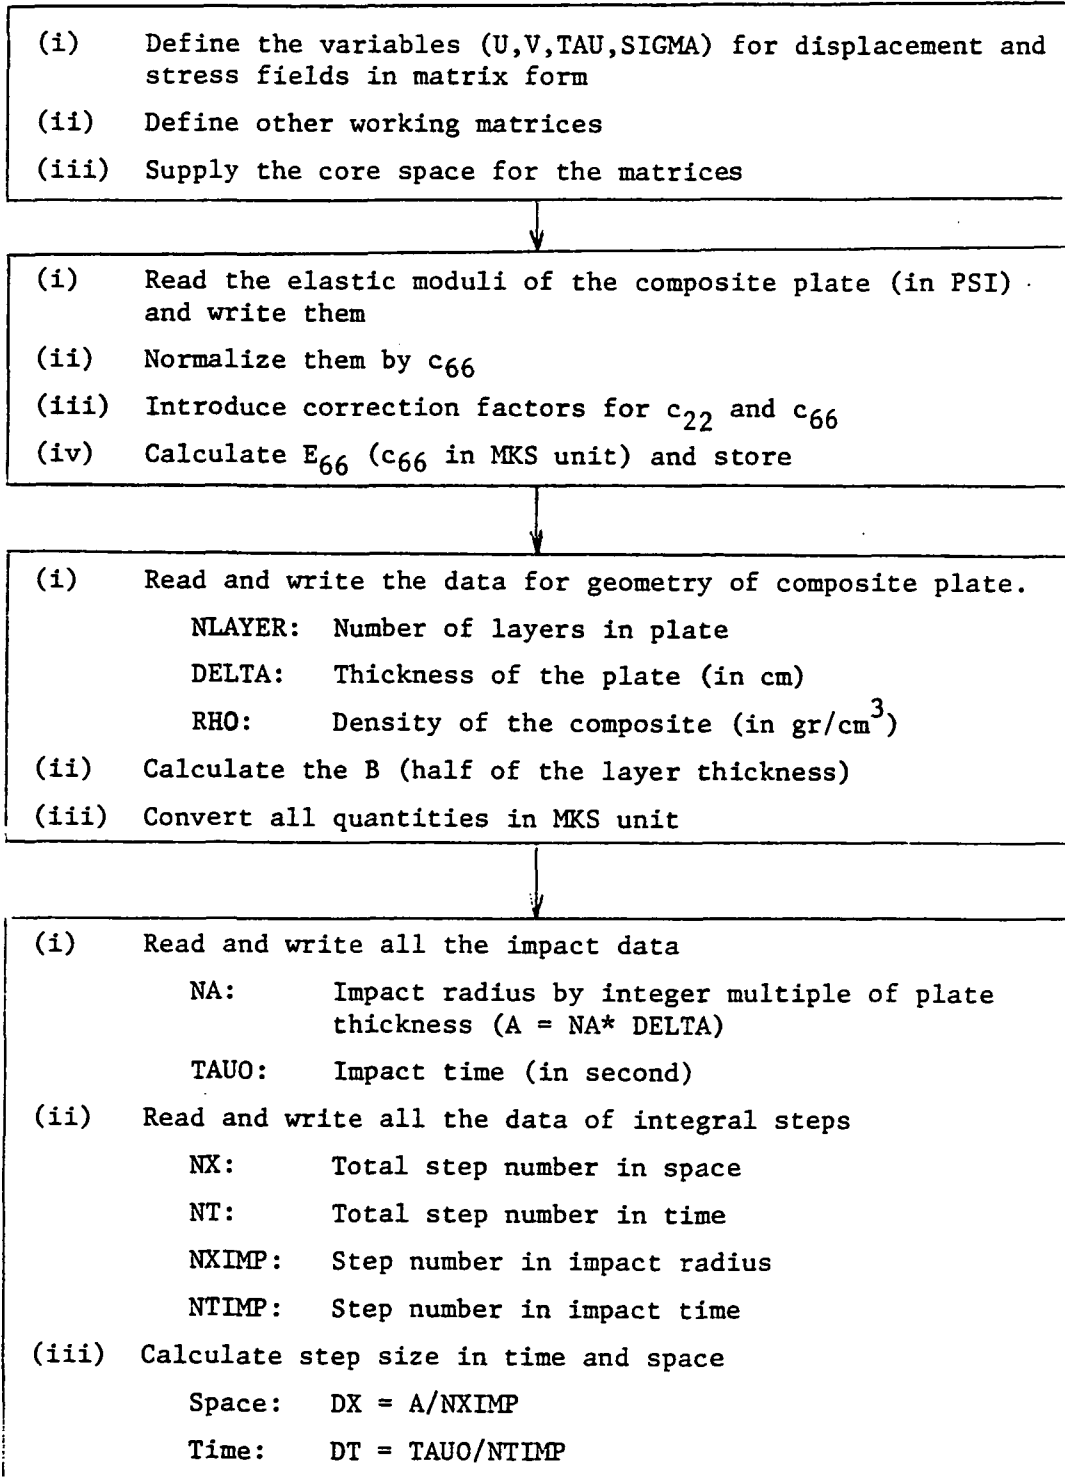 (i) Define the variables (U,V,TAU,SIGMA) for displacement and
stress fields in matrix form
(ii) Define other working matrices
(iii) Supply the core space for the matrices
(i) Read the elastic moduli of the composite plate (in PSI)
and write them
(ii) Normalize them by c₆₆
(iii) Introduce correction factors for c₂₂ and c₆₆
(iv) Calculate E₆₆ (c₆₆ in MKS unit) and store
(i) Read and write the data for geometry of composite plate.
NLAYER: Number of layers in plate
DELTA: Thickness of the plate (in cm)
RHO: Density of the composite (in gr/cm³)
(ii) Calculate the B (half of the layer thickness)
(iii) Convert all quantities in MKS unit
(i) Read and write all the impact data
NA: Impact radius by integer multiple of plate
thickness (A = NA* DELTA)
TAUO: Impact time (in second)
(ii) Read and write all the data of integral steps
NX: Total step number in space
NT: Total step number in time
NXIMP: Step number in impact radius
NTIMP: Step number in impact time
(iii) Calculate step size in time and space
Space: DX = A/NXIMP
Time: DT = TAUO/NTIMP